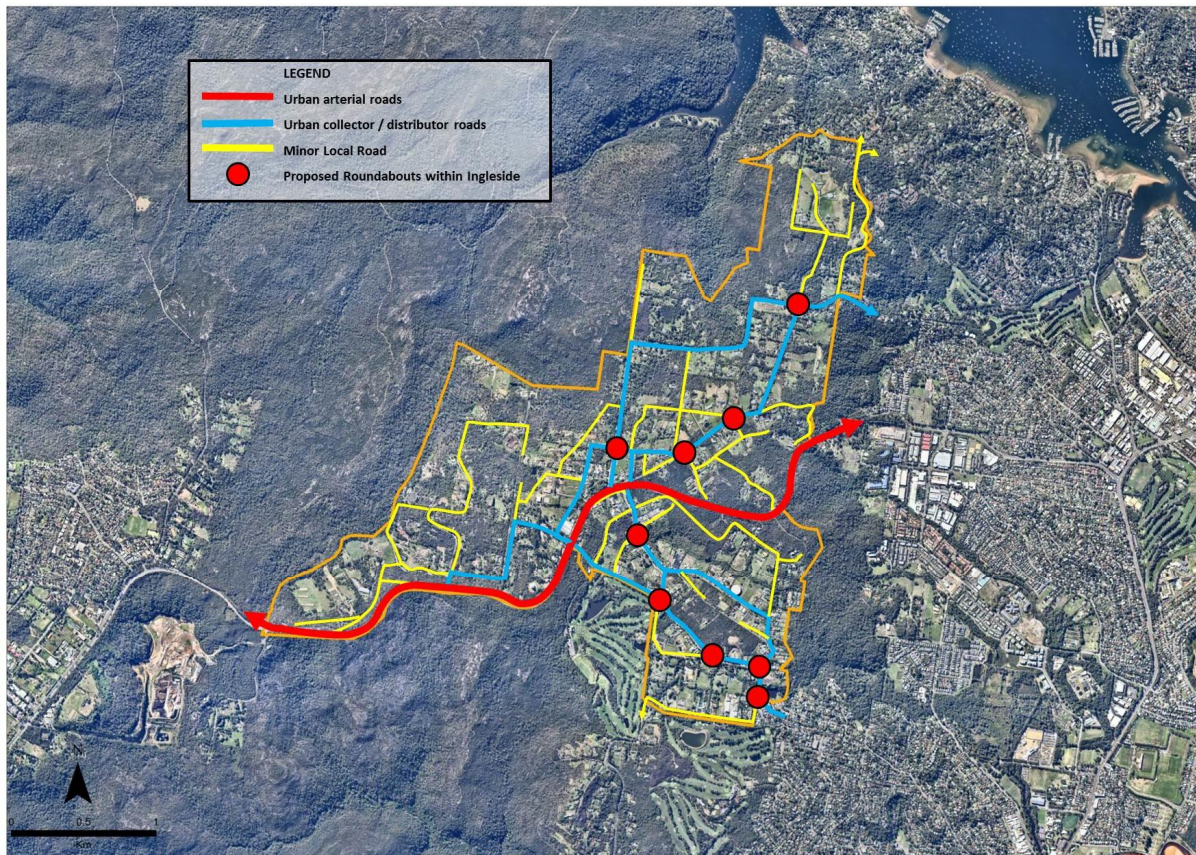 LEGEND
Urban arterial roads
Urban collector / distributor roads
Minor Local Road
Proposed Roundabouts within Ingleside
N
0 0.5 1
Km